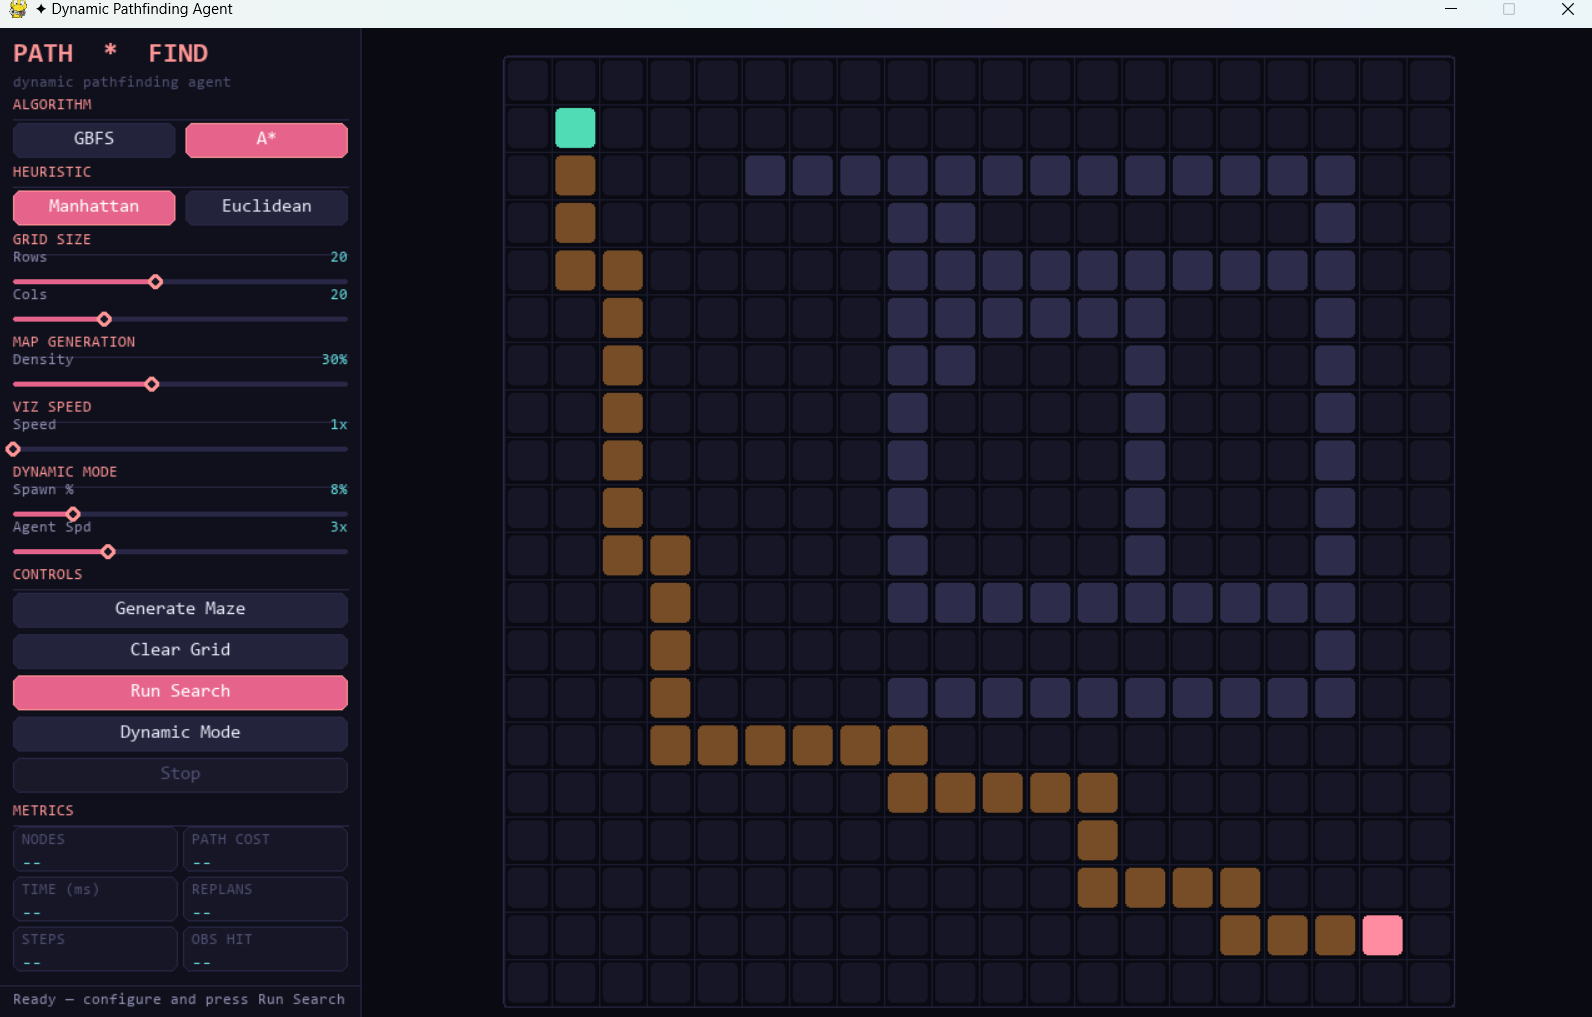 ✦ Dynamic Pathfinding Agent
PATH * FIND
dynamic pathfinding agent
ALGORITHM
GBFS A*
HEURISTIC
Manhattan Euclidean
GRID SIZE
Rows 20
Cols 20
MAP GENERATION
Density 30%
VIZ SPEED
Speed 1x
DYNAMIC MODE
Spawn % 8%
Agent Spd 3x
CONTROLS
Generate Maze
Clear Grid
Run Search
Dynamic Mode
Stop
METRICS
NODES PATH COST
-- --
TIME (ms) REPLANS
-- --
STEPS OBS HIT
-- --
Ready — configure and press Run Search